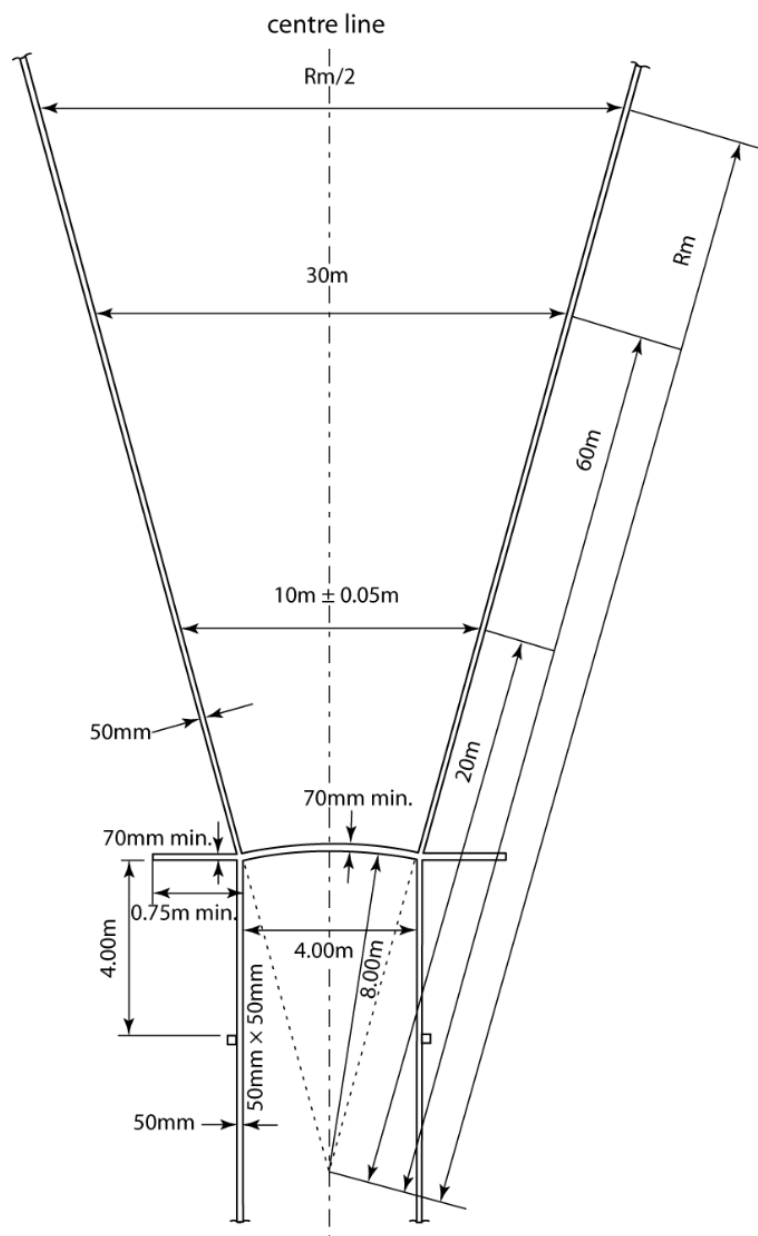 centre line
Rm/2
Rm
30m
60m
10m ± 0.05m
50mm
20m
70mm min.
70mm min.
0.75m min.
4.00m
4.00m
8.00m
50mm × 50mm
50mm